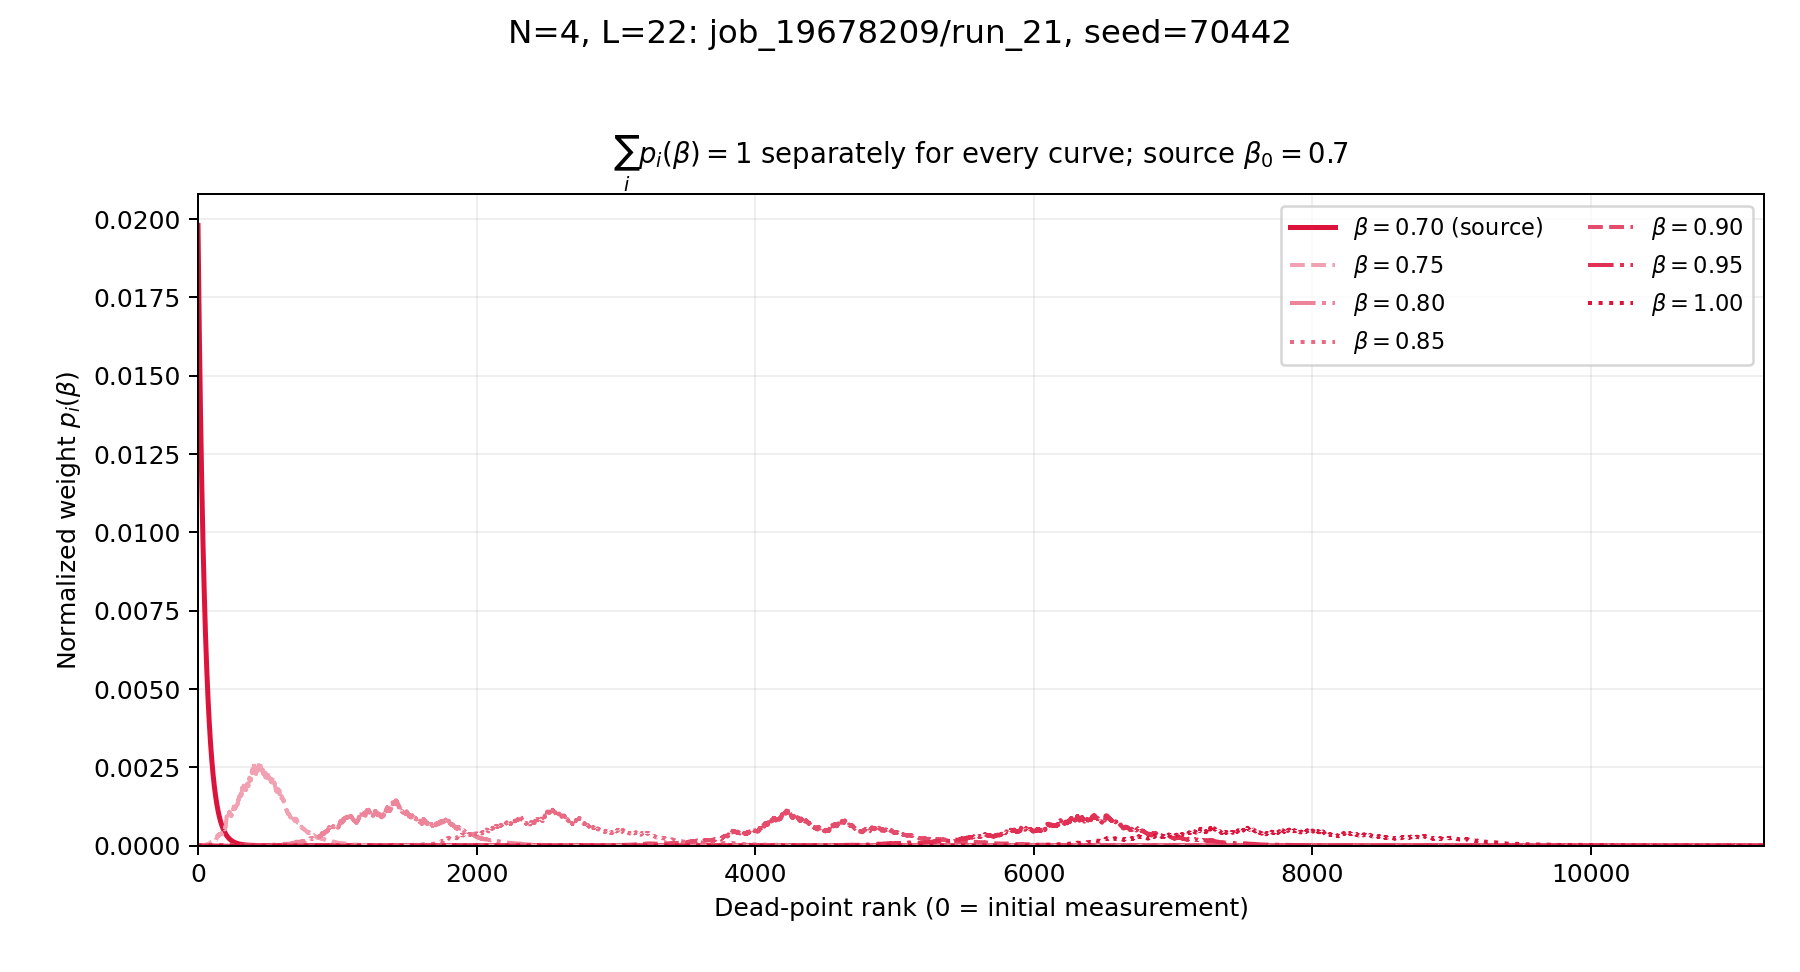 N=4, L=22: job_19678209/run_21, seed=70442
∑ᵢ pᵢ(β) = 1 separately for every curve; source β₀ = 0.7
β = 0.70 (source)
β = 0.75
β = 0.80
β = 0.85
β = 0.90
β = 0.95
β = 1.00
Normalized weight pᵢ(β)
0.0200
0.0175
0.0150
0.0125
0.0100
0.0075
0.0050
0.0025
0.0000
0 2000 4000 6000 8000 10000
Dead-point rank (0 = initial measurement)